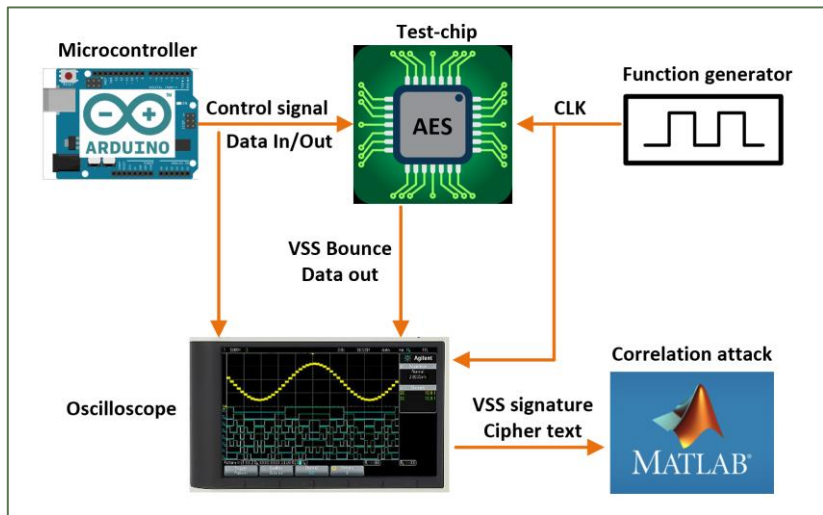 Test-chip
Microcontroller
Function generator
Control signal
CLK
AES
ARDUINO
Data In/Out
VSS Bounce
Data out
Agilent
Correlation attack
Oscilloscope
VSS signature
Cipher text
MATLAB®